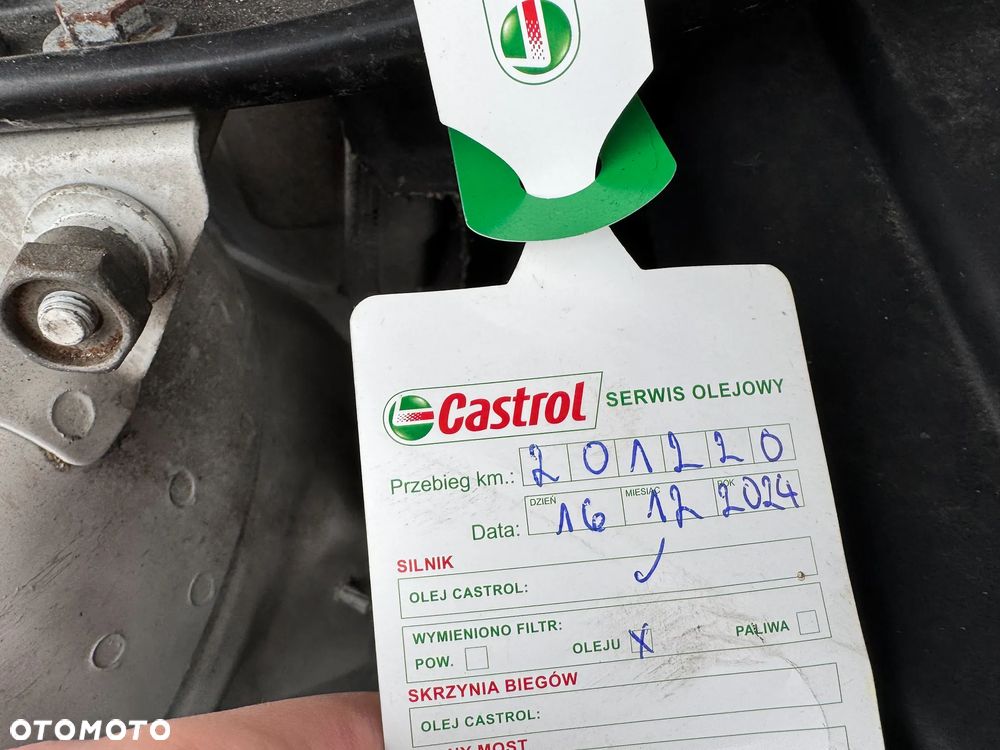 Castrol SERWIS OLEJOWY
Przebieg km.: 201220
DZIEŃ MIESIĄC ROK
Data: 16 12 2024
SILNIK
OLEJ CASTROL:
WYMIENIONO FILTR:
POW. OLEJU X PALIWA
SKRZYNIA BIEGÓW
OLEJ CASTROL:
MOST
OTOMOTO